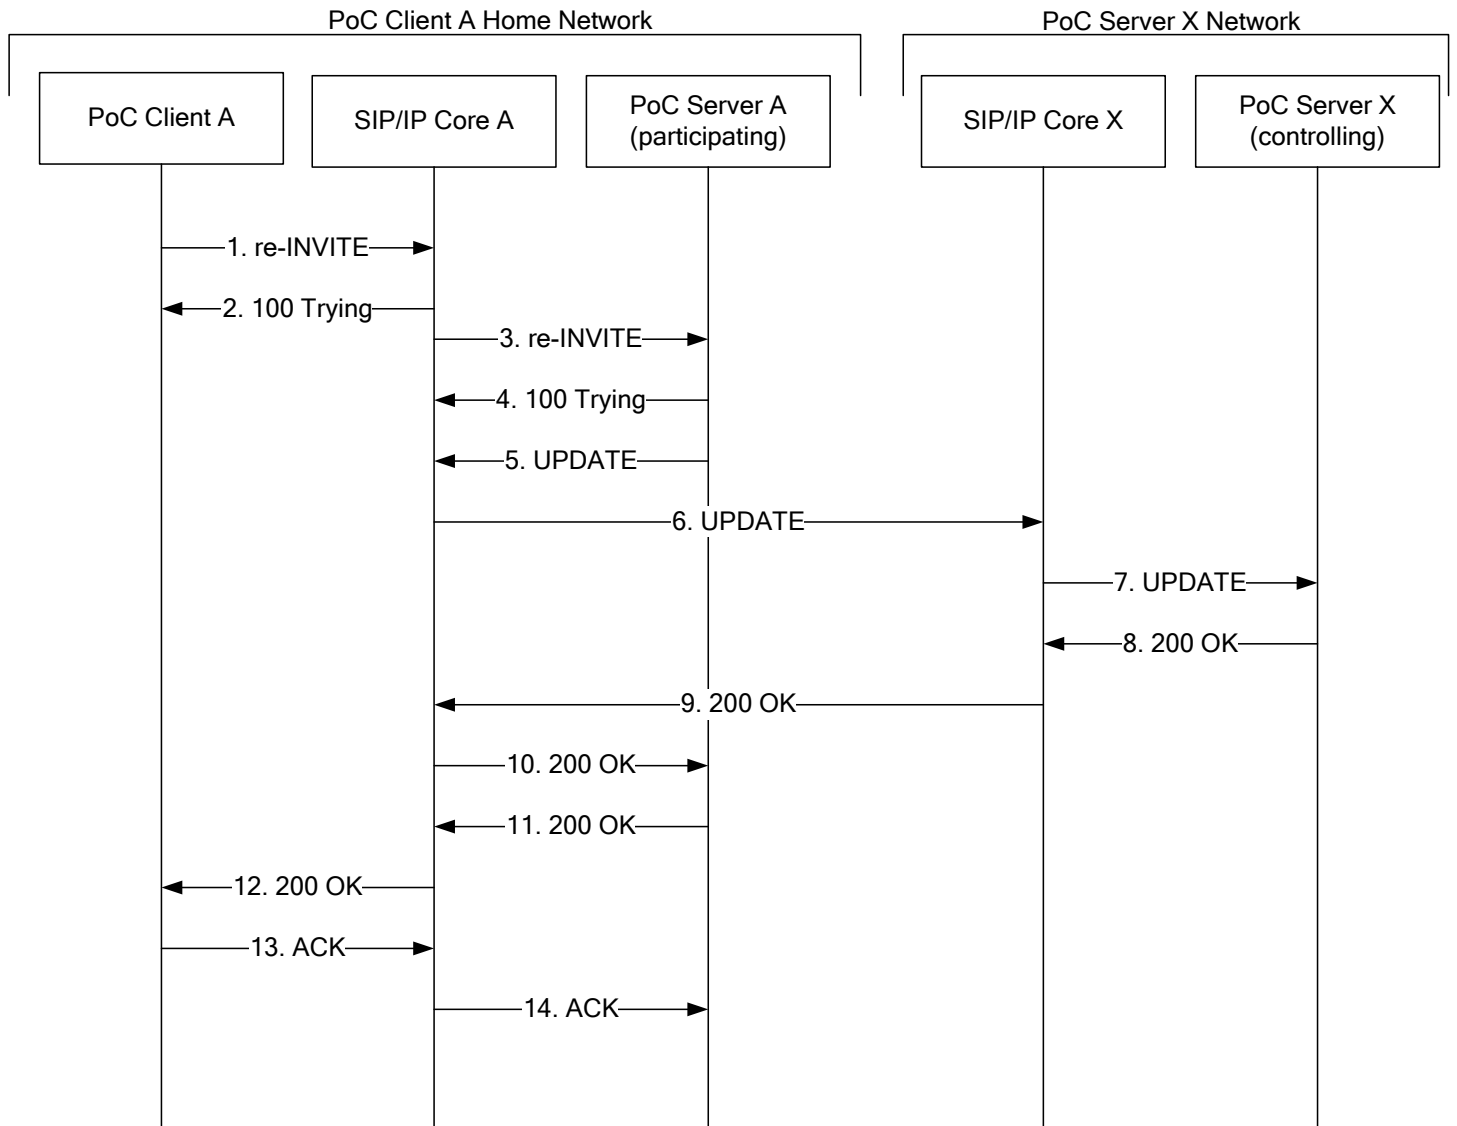 PoC Client A Home Network
PoC Server X Network
PoC Client A
SIP/IP Core A
PoC Server A
(participating)
SIP/IP Core X
PoC Server X
(controlling)
1. re-INVITE
2. 100 Trying
3. re-INVITE
4. 100 Trying
5. UPDATE
6. UPDATE
7. UPDATE
8. 200 OK
9. 200 OK
10. 200 OK
11. 200 OK
12. 200 OK
13. ACK
14. ACK